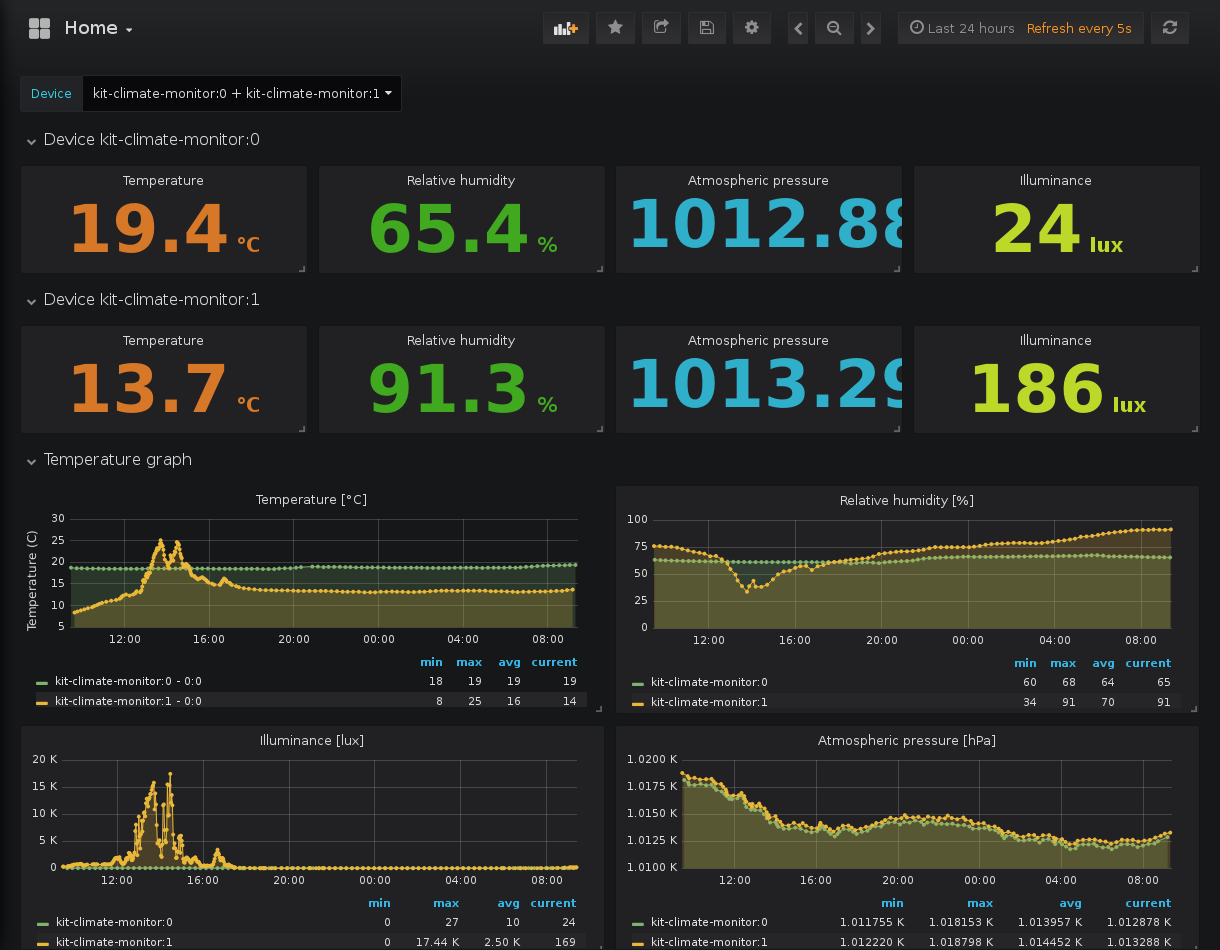 Home
Last 24 hours Refresh every 5s
Device kit-climate-monitor:0 + kit-climate-monitor:1
Device kit-climate-monitor:0
Temperature Relative humidity Atmospheric pressure Illuminance
19.4 °C 65.4 % 1012.88 24 lux
Device kit-climate-monitor:1
Temperature Relative humidity Atmospheric pressure Illuminance
13.7 °C 91.3 % 1013.29 186 lux
Temperature graph
Temperature [°C]
Temperature (C)
30
25
20
15
10
5
12:00 16:00 20:00 00:00 04:00 08:00
min max avg current
kit-climate-monitor:0 - 0:0 18 19 19 19
kit-climate-monitor:1 - 0:0 8 25 16 14
Relative humidity [%]
100
75
50
25
0
12:00 16:00 20:00 00:00 04:00 08:00
min max avg current
kit-climate-monitor:0 60 68 64 65
kit-climate-monitor:1 34 91 70 91
Illuminance [lux]
20 K
15 K
10 K
5 K
0
12:00 16:00 20:00 00:00 04:00 08:00
min max avg current
kit-climate-monitor:0 0 27 10 24
kit-climate-monitor:1 0 17.44 K 2.50 K 169
Atmospheric pressure [hPa]
1.0200 K
1.0175 K
1.0150 K
1.0125 K
1.0100 K
12:00 16:00 20:00 00:00 04:00 08:00
min max avg current
kit-climate-monitor:0 1.011755 K 1.018153 K 1.013957 K 1.012878 K
kit-climate-monitor:1 1.012220 K 1.018798 K 1.014452 K 1.013288 K